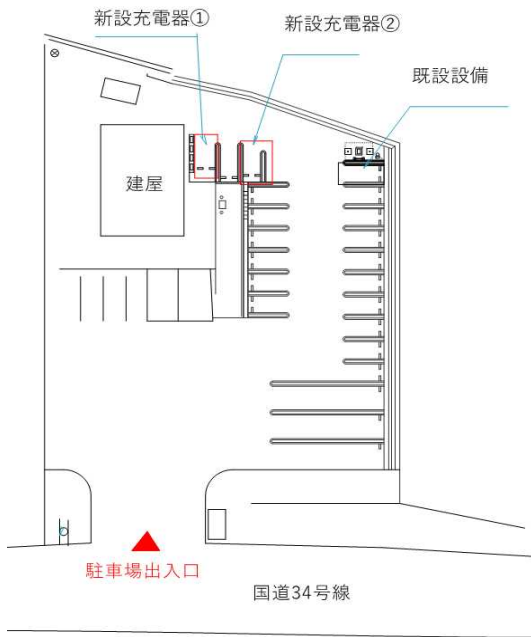 新設充電器①
新設充電器②
既設設備
建屋
駐車場出入口
国道34号線